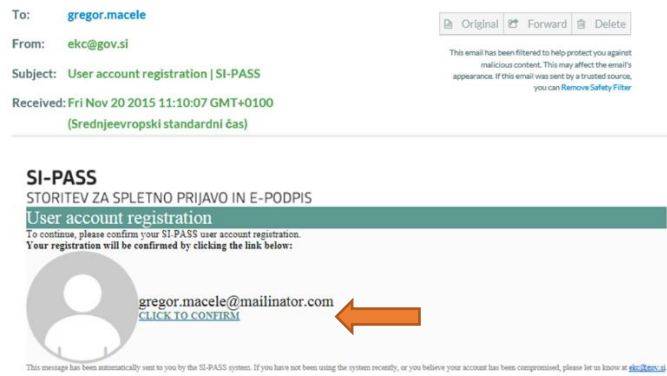 To: gregor.macele
Original Forward Delete
From: ekc@gov.si
This email has been filtered to help protect you against
malicious content. This may affect the email's
appearance. If this email was sent by a trusted source,
you can Remove Safety Filter
Subject: User account registration | SI-PASS
Received: Fri Nov 20 2015 11:10:07 GMT+0100
(Srednjeevropski standardni čas)
SI-PASS
STORITEV ZA SPLETNO PRIJAVO IN E-PODPIS
User account registration
To continue, please confirm your SI-PASS user account registration.
Your registration will be confirmed by clicking the link below:
gregor.macele@mailinator.com
CLICK TO CONFIRM
This message has been automatically sent to you by the SI-PASS system. If you have not been using the system recently, or you believe your account has been compromised, please let us know at ekc@gov.si